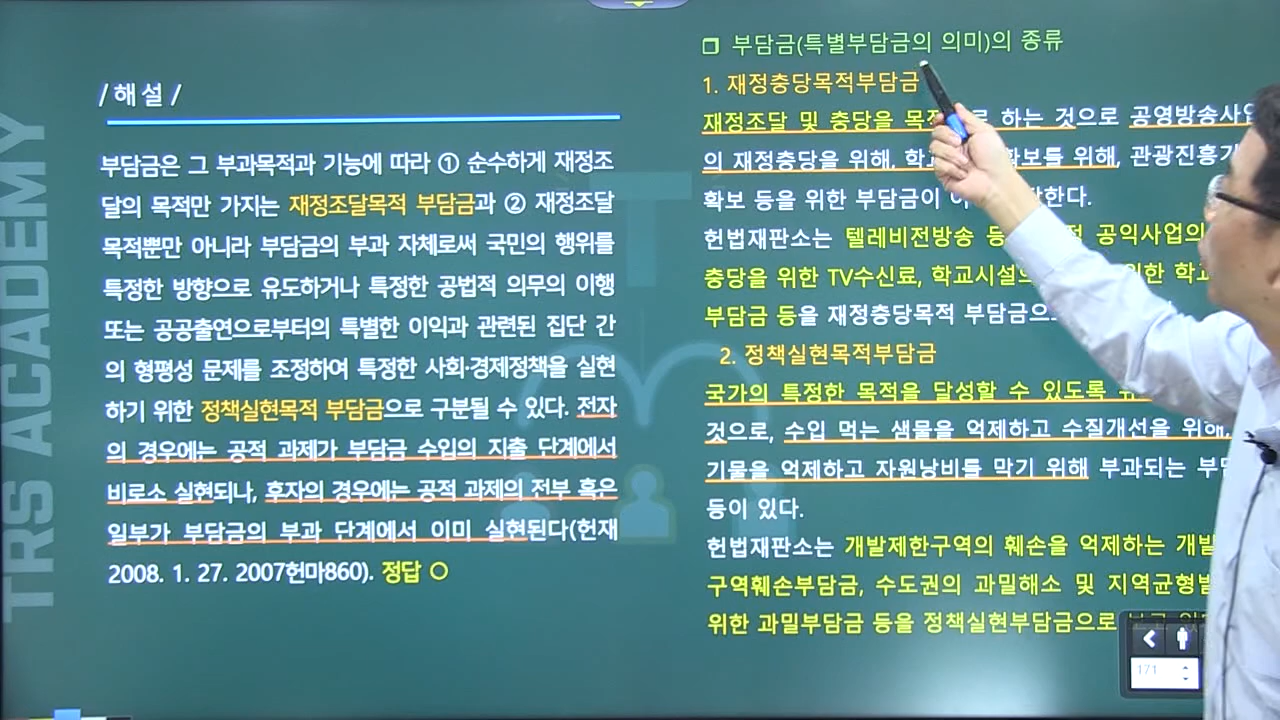 TRS ACADEMY
/ 해 설 /
부담금은 그 부과목적과 기능에 따라 ① 순수하게 재정조
달의 목적만 가지는 재정조달목적 부담금과 ② 재정조달
목적뿐만 아니라 부담금의 부과 자체로써 국민의 행위를
특정한 방향으로 유도하거나 특정한 공법적 의무의 이행
또는 공공출연으로부터의 특별한 이익과 관련된 집단 간
의 형평성 문제를 조정하여 특정한 사회·경제정책을 실현
하기 위한 정책실현목적 부담금으로 구분될 수 있다. 전자
의 경우에는 공적 과제가 부담금 수입의 지출 단계에서
비로소 실현되나, 후자의 경우에는 공적 과제의 전부 혹은
일부가 부담금의 부과 단계에서 이미 실현된다(헌재
2008. 1. 27. 2007헌마860). 정답 ○
❒ 부담금(특별부담금의 의미)의 종류
1. 재정충당목적부담금
재정조달 및 충당을 하는 것으로 공영방송사업
의 재정충당을 위해, 확보를 위해, 관광진흥
확보 등을 위한 부담금이
헌법재판소는 텔레비전방송 공익사업의
충당을 위한 TV수신료, 학교시설
부담금 등을 재정충당목적 부담금으
2. 정책실현목적부담금
국가의 특정한 목적을 달성할 수 있도록
것으로, 수입 먹는 샘물을 억제하고 수질개선을 위해,
기물을 억제하고 자원낭비를 막기 위해 부과되는
등이 있다.
헌법재판소는 개발제한구역의 훼손을 억제하는 개발
구역훼손부담금, 수도권의 과밀해소 및 지역균형발
위한 과밀부담금 등을 정책실현부담금으로
171